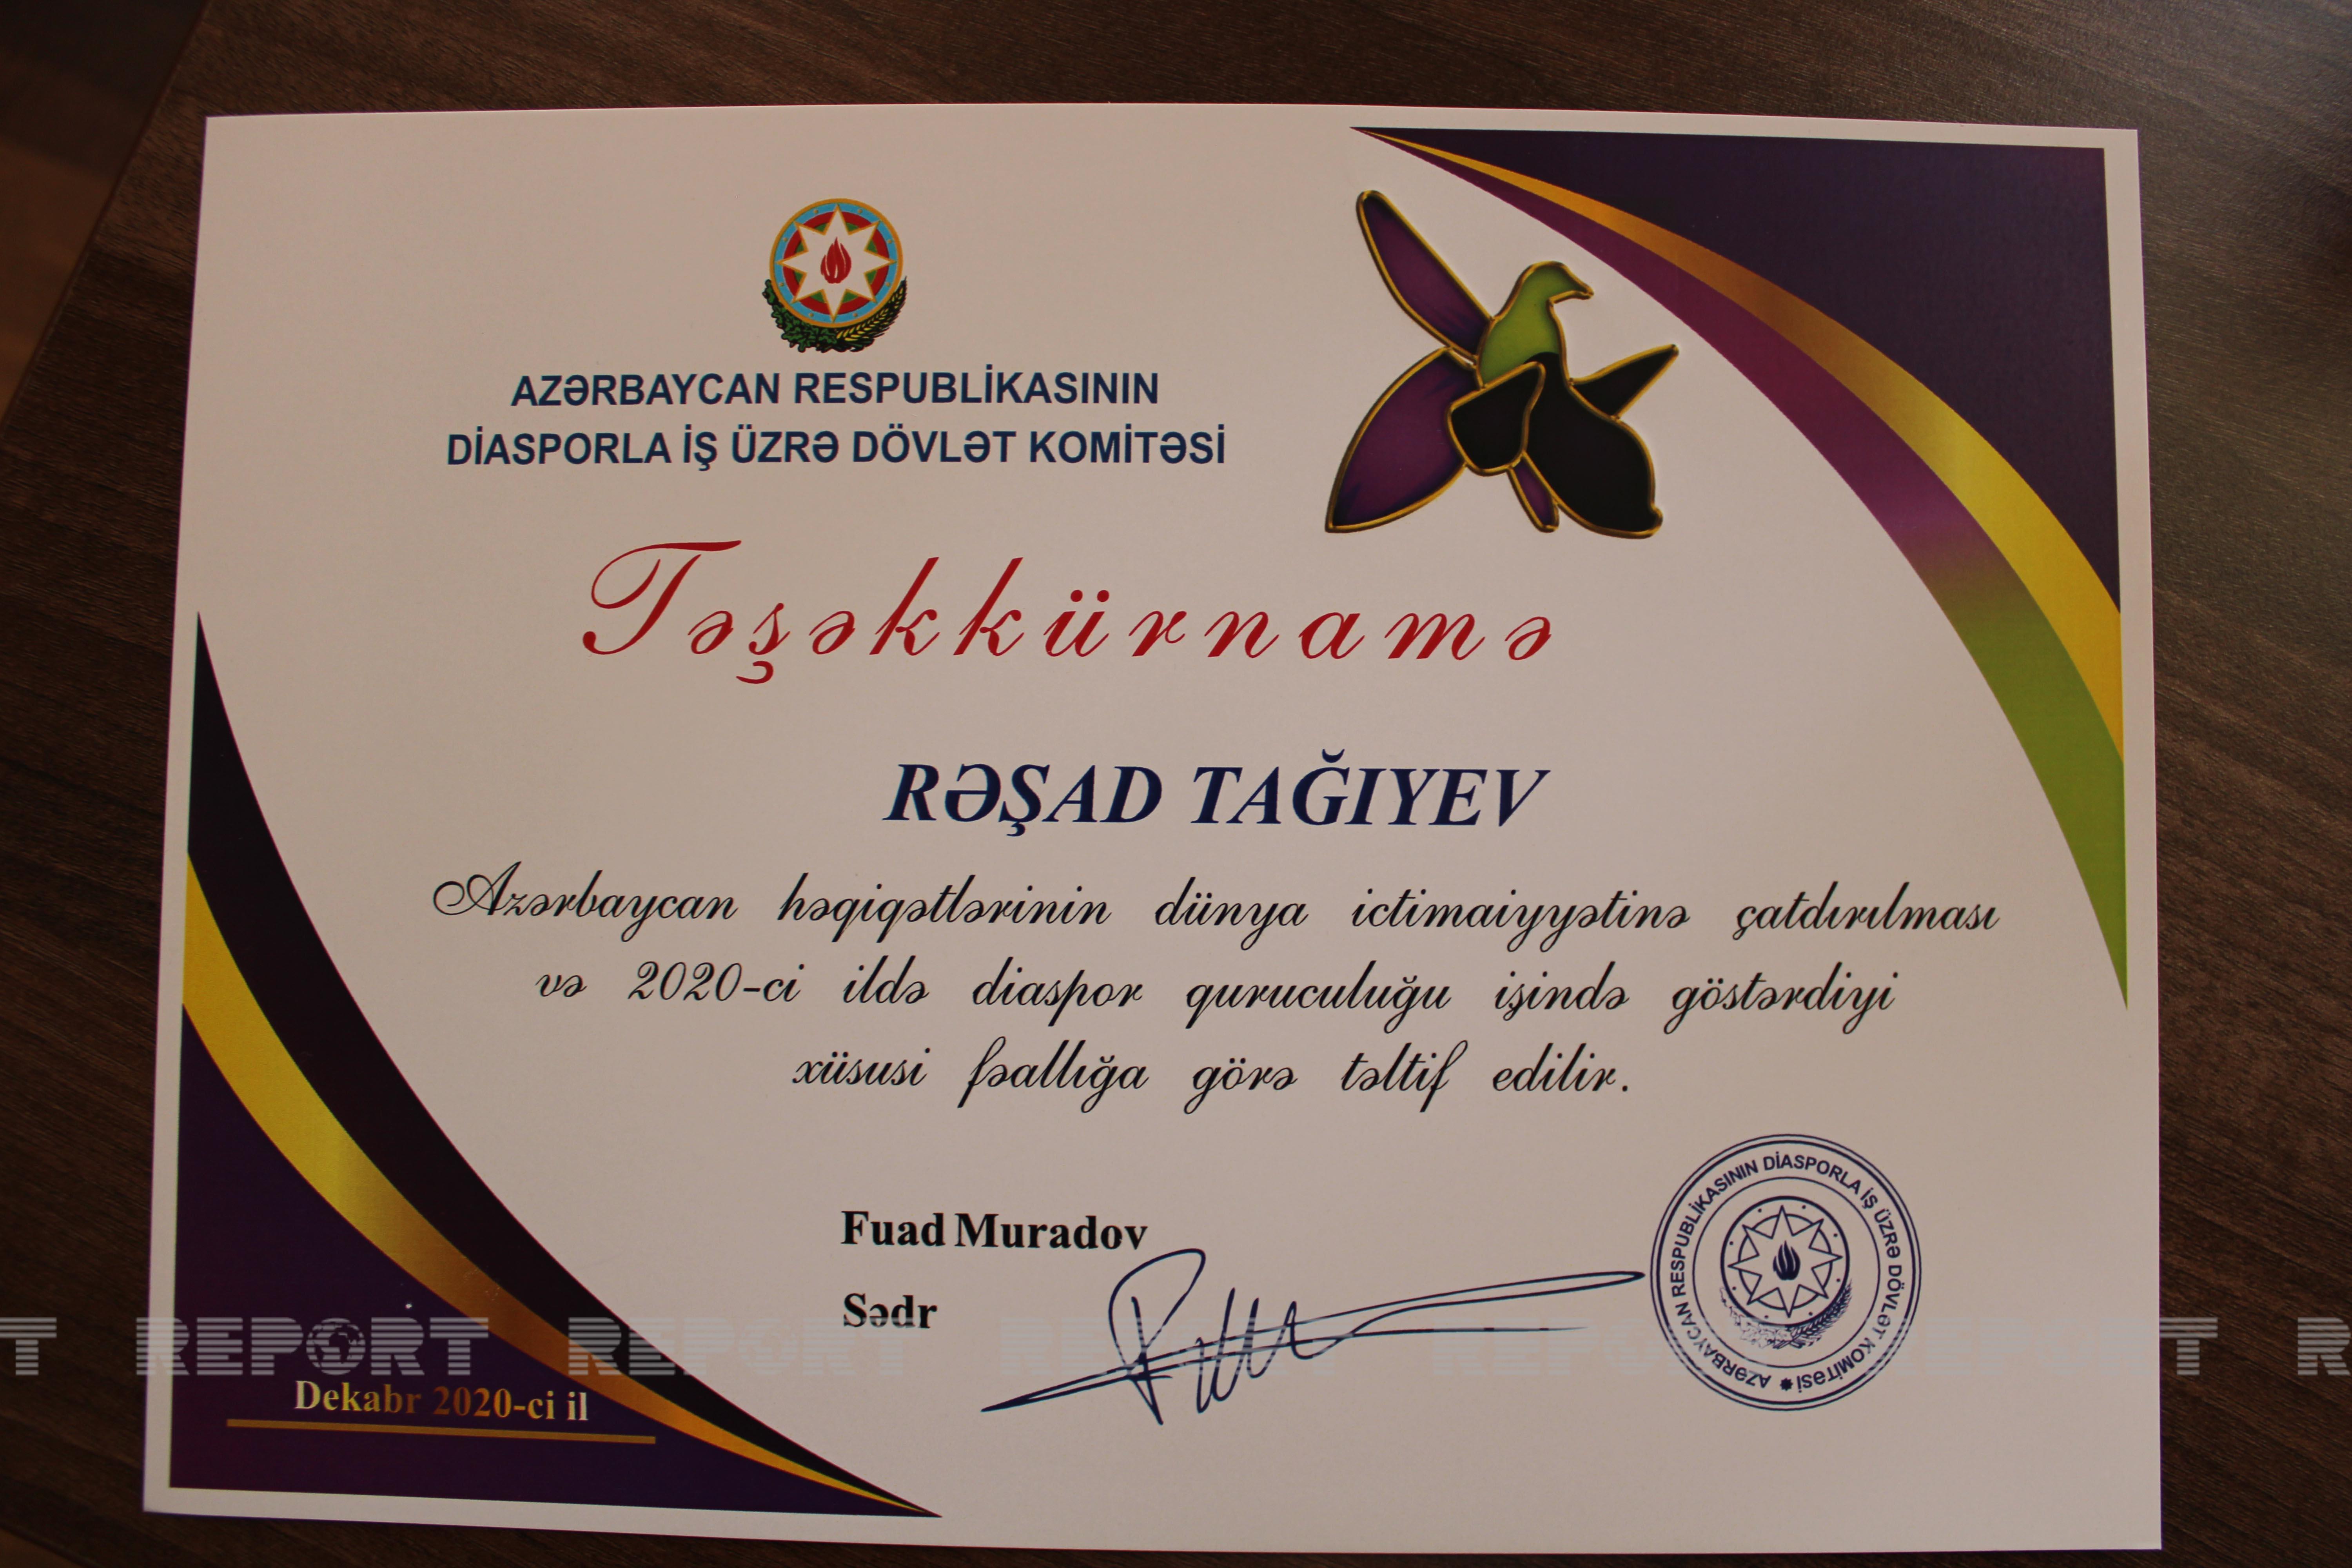 AZƏRBAYCAN RESPUBLİKASININ
DİASPORLA İŞ ÜZRƏ DÖVLƏT KOMİTƏSİ
Təşəkkürnamə
RƏŞAD TAĞIYEV
Azərbaycan həqiqətlərinin dünya ictimaiyyətinə çatdırılması
və 2020-ci ildə diaspor quruculuğu işində göstərdiyi
xüsusi fəallığa görə təltif edilir.
Fuad Muradov
Sədr
AZƏRBAYCAN RESPUBLİKASININ DİASPORLA İŞ ÜZRƏ DÖVLƏT KOMİTƏSİ
REPORT REPORT REPORT REPORT
Dekabr 2020-ci il